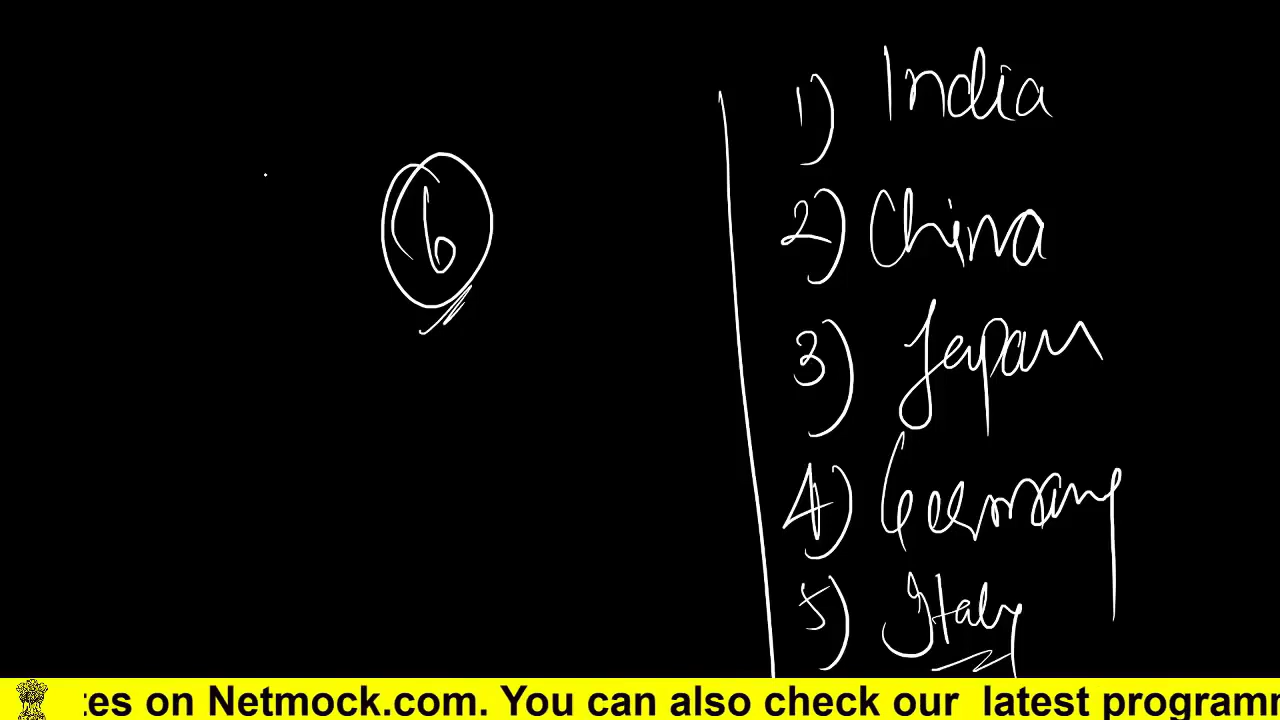 6
1) India
2) China
3) Japan
4) Germany
5) Italy
tes on Netmock.com. You can also check our latest programm